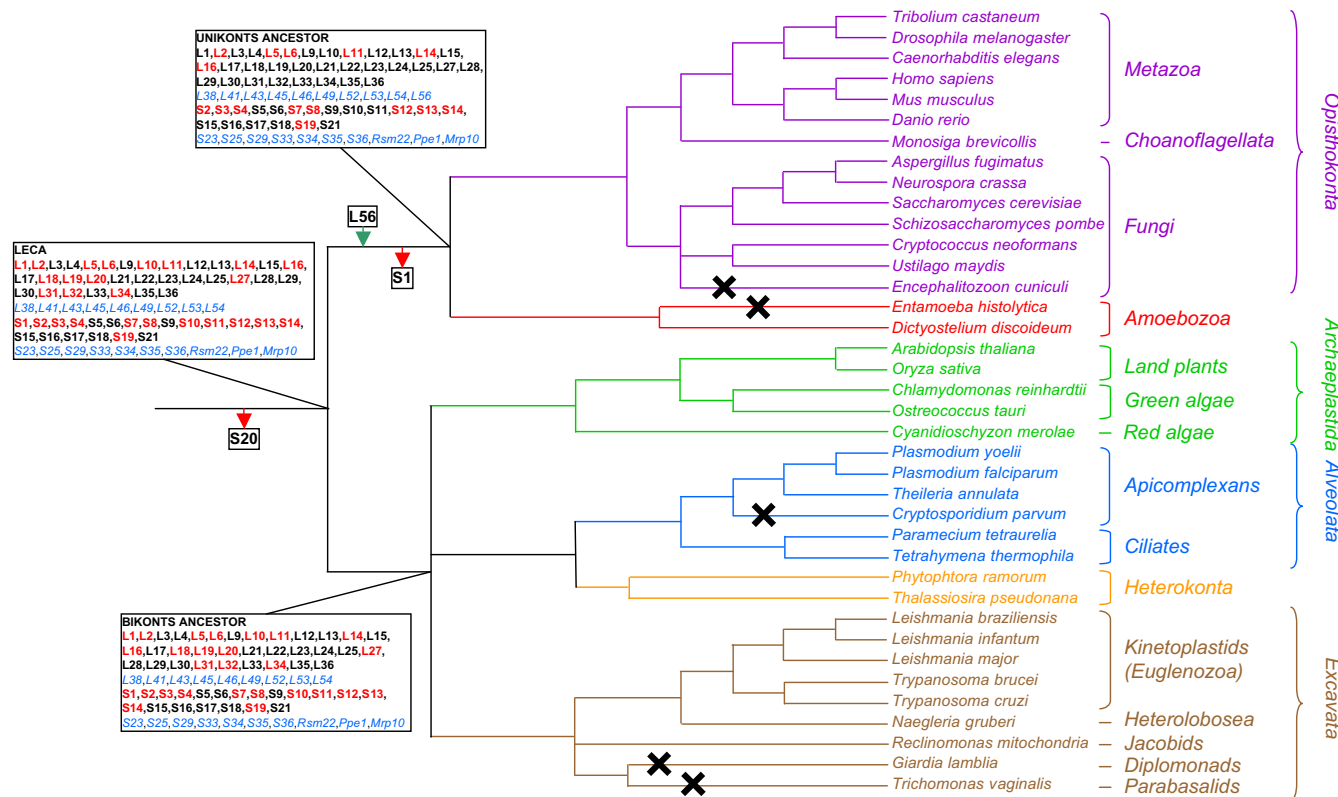 UNIKONTS ANCESTOR
L1,L2,L3,L4,L5,L6,L9,L10,L11,L12,L13,L14,L15,
L16,L17,L18,L19,L20,L21,L22,L23,L24,L25,L27,L28,
L29,L30,L31,L32,L33,L34,L35,L36
L38,L41,L43,L45,L46,L49,L52,L53,L54,L56
S2,S3,S4,S5,S6,S7,S8,S9,S10,S11,S12,S13,S14,
S15,S16,S17,S18,S19,S21
S23,S25,S29,S33,S34,S35,S36,Rsm22,Ppe1,Mrp10
L56
S1
LECA
L1,L2,L3,L4,L5,L6,L9,L10,L11,L12,L13,L14,L15,L16,
L17,L18,L19,L20,L21,L22,L23,L24,L25,L27,L28,L29,
L30,L31,L32,L33,L34,L35,L36
L38,L41,L43,L45,L46,L49,L52,L53,L54
S1,S2,S3,S4,S5,S6,S7,S8,S9,S10,S11,S12,S13,S14,
S15,S16,S17,S18,S19,S21
S23,S25,S29,S33,S34,S35,S36,Rsm22,Ppe1,Mrp10
S20
BIKONTS ANCESTOR
L1,L2,L3,L4,L5,L6,L9,L10,L11,L12,L13,L14,L15,
L16,L17,L18,L19,L20,L21,L22,L23,L24,L25,L27,
L28,L29,L30,L31,L32,L33,L34,L35,L36
L38,L41,L43,L45,L46,L49,L52,L53,L54
S1,S2,S3,S4,S5,S6,S7,S8,S9,S10,S11,S12,S13,
S14,S15,S16,S17,S18,S19,S21
S23,S25,S29,S33,S34,S35,S36,Rsm22,Ppe1,Mrp10
Tribolium castaneum
Drosophila melanogaster
Caenorhabditis elegans
Homo sapiens
Mus musculus
Danio rerio
Monosiga brevicollis
Aspergillus fugimatus
Neurospora crassa
Saccharomyces cerevisiae
Schizosaccharomyces pombe
Cryptococcus neoformans
Ustilago maydis
Encephalitozoon cuniculi
Entamoeba histolytica
Dictyostelium discoideum
Arabidopsis thaliana
Oryza sativa
Chlamydomonas reinhardtii
Ostreococcus tauri
Cyanidioschyzon merolae
Plasmodium yoelii
Plasmodium falciparum
Theileria annulata
Cryptosporidium parvum
Paramecium tetraurelia
Tetrahymena thermophila
Phytophtora ramorum
Thalassiosira pseudonana
Leishmania braziliensis
Leishmania infantum
Leishmania major
Trypanosoma brucei
Trypanosoma cruzi
Naegleria gruberi
Reclinomonas mitochondria
Giardia lamblia
Trichomonas vaginalis
Metazoa
Choanoflagellata
Fungi
Amoebozoa
Land plants
Green algae
Red algae
Apicomplexans
Ciliates
Heterokonta
Kinetoplastids
(Euglenozoa)
Heterolobosea
Jacobids
Diplomonads
Parabasalids
Opisthokonta
Archaeplastida
Alveolata
Excavata